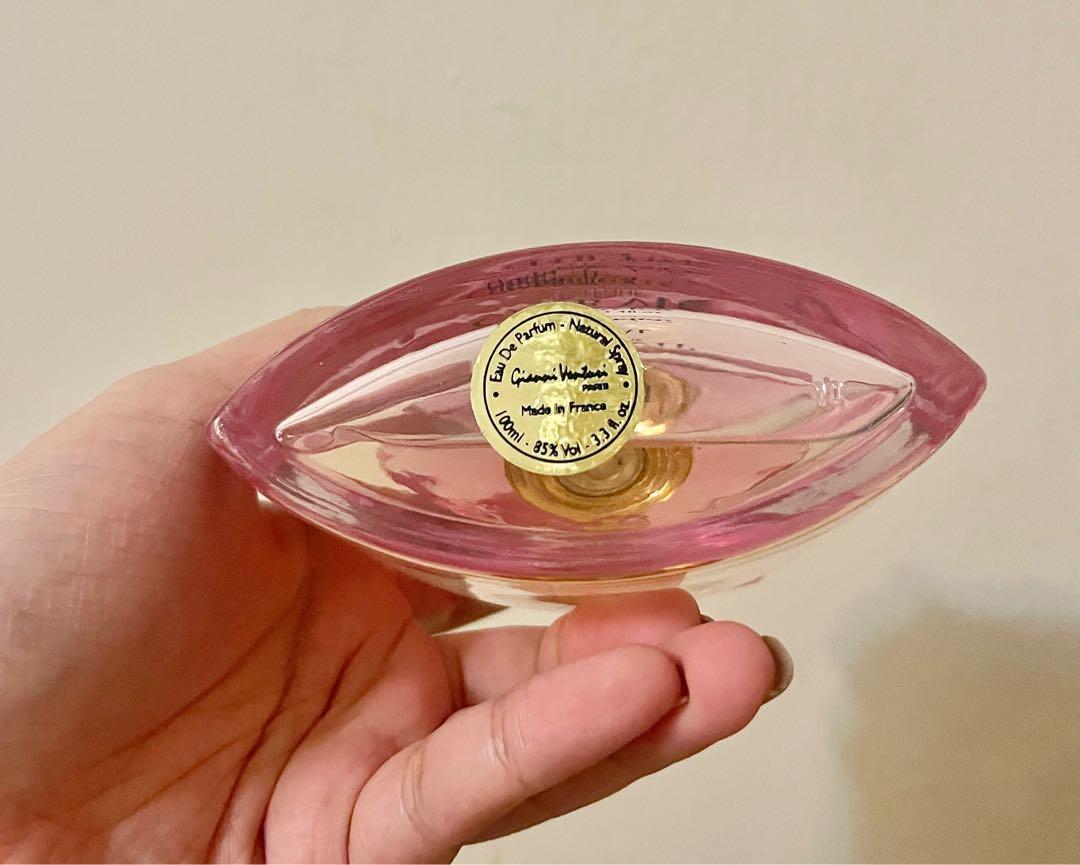 • Eau De Parfum - Natural Spray •
Gianni Venturi
PARIS
Made in France
100ml - 85% Vol - 3.3 fl. oz